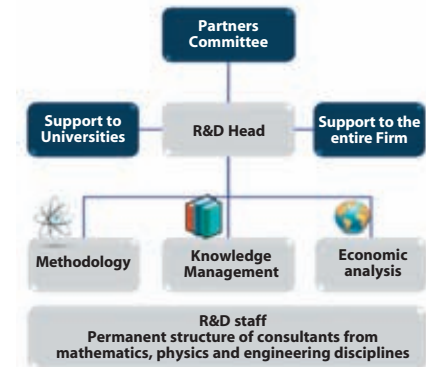 Partners
Committee
Support to
Universities
R&D Head
Support to the
entire Firm
Methodology
Knowledge
Management
Economic
analysis
R&D staff
Permanent structure of consultants from
mathematics, physics and engineering disciplines